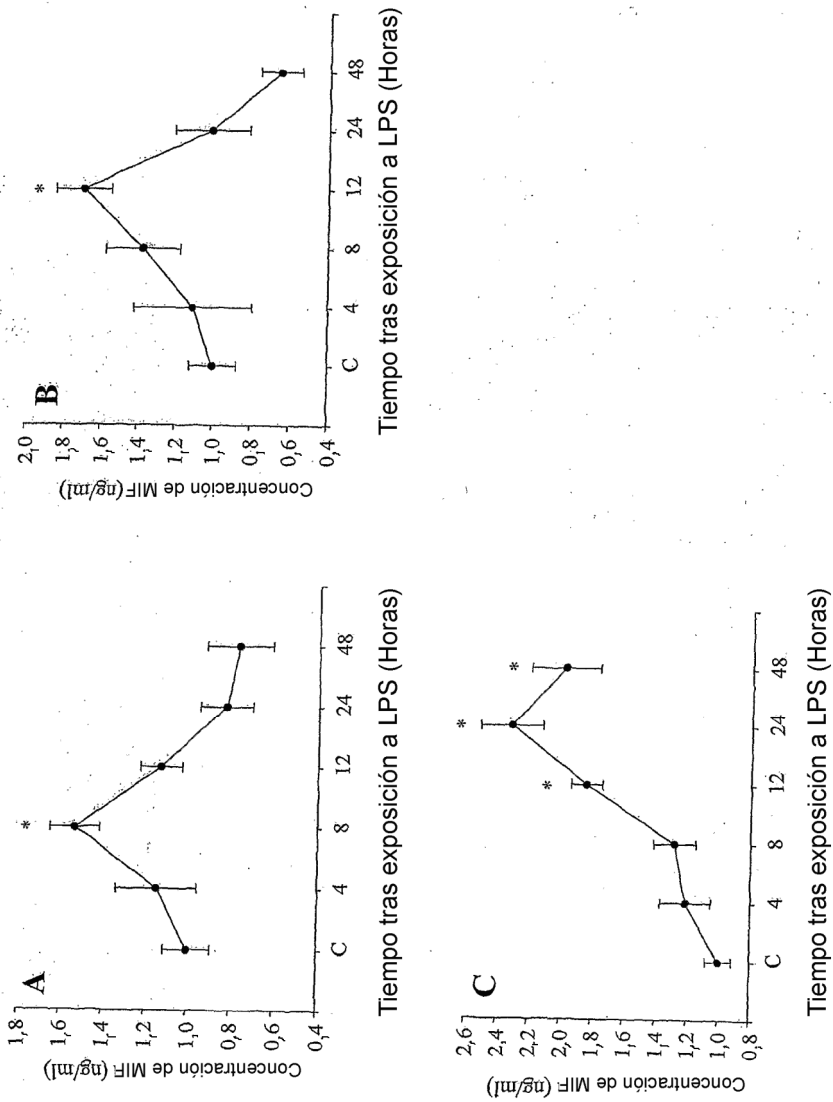 A
Concentración de MIF (ng/ml)
1,8
1,6
1,4
1,2
1,0
0,8
0,6
0,4
*
C 4 8 12 24 48
Tiempo tras exposición a LPS (Horas)
B
Concentración de MIF (ng/ml)
2,0
1,8
1,6
1,4
1,2
1,0
0,8
0,6
0,4
*
C 4 8 12 24 48
Tiempo tras exposición a LPS (Horas)
C
Concentración de MIF (ng/ml)
2,6
2,4
2,2
2,0
1,8
1,6
1,4
1,2
1,0
0,8
* * *
C 4 8 12 24 48
Tiempo tras exposición a LPS (Horas)